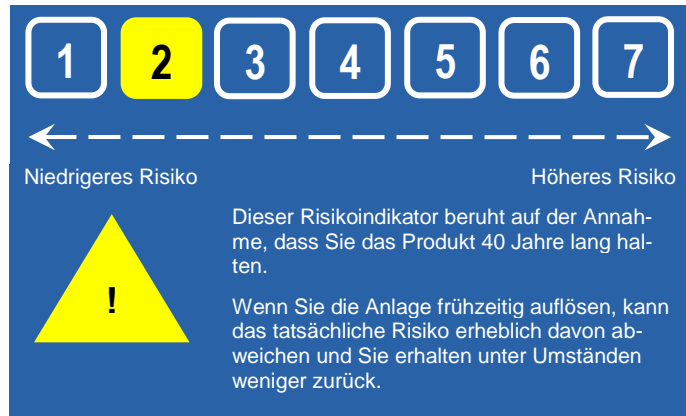 1 2 3 4 5 6 7
Niedrigeres Risiko Höheres Risiko
Dieser Risikoindikator beruht auf der Annah-
me, dass Sie das Produkt 40 Jahre lang hal-
ten.
!
Wenn Sie die Anlage frühzeitig auflösen, kann
das tatsächliche Risiko erheblich davon ab-
weichen und Sie erhalten unter Umständen
weniger zurück.